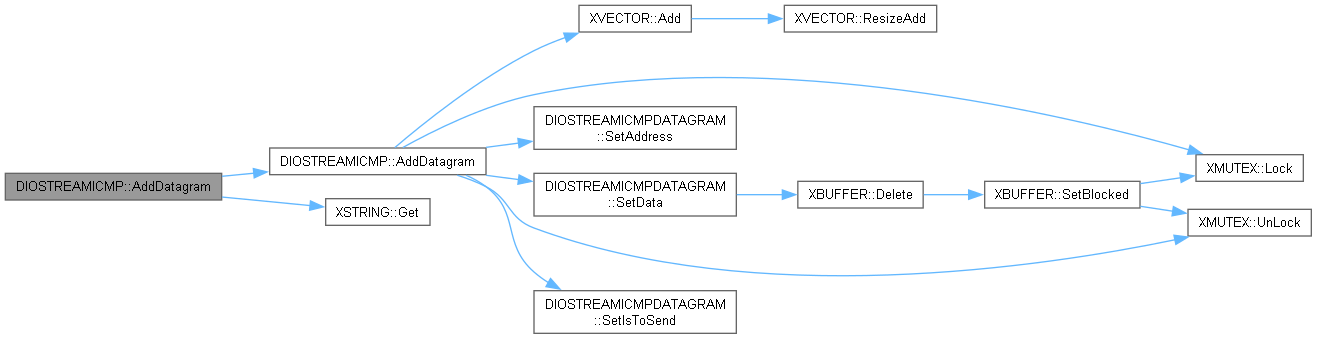 XVECTOR::Add
XVECTOR::ResizeAdd
DIOSTREAMICMPDATAGRAM
::SetAddress
DIOSTREAMICMP::AddDatagram
XMUTEX::Lock
DIOSTREAMICMP::AddDatagram
DIOSTREAMICMPDATAGRAM
::SetData
XBUFFER::Delete
XBUFFER::SetBlocked
XSTRING::Get
XMUTEX::UnLock
DIOSTREAMICMPDATAGRAM
::SetIsToSend